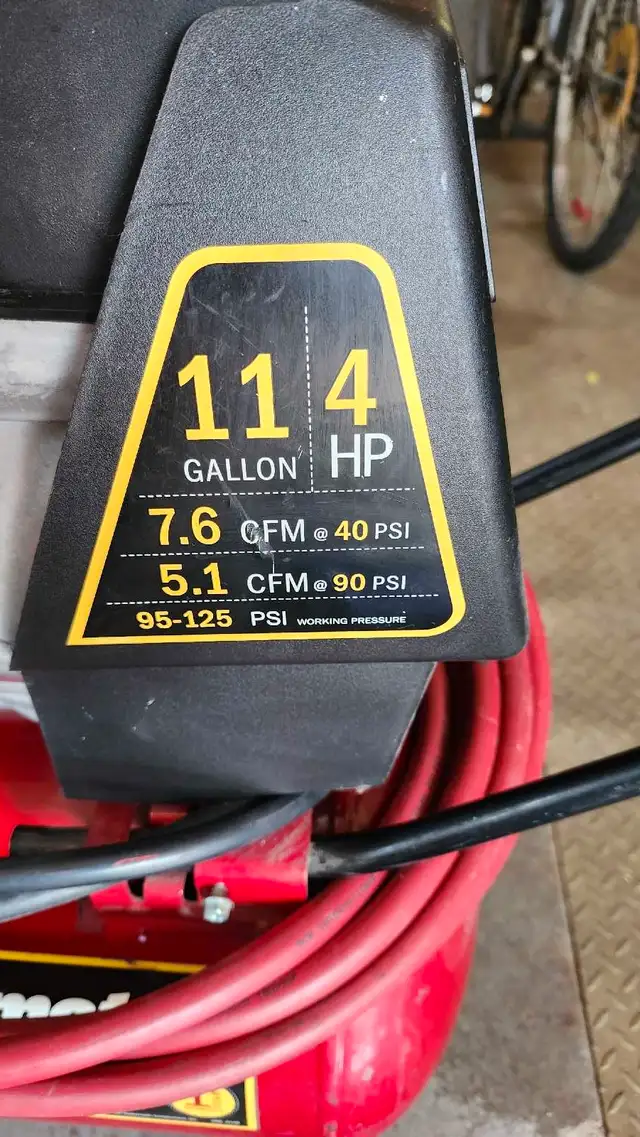 11 4
GALLON HP
7.6 CFM @ 40 PSI
5.1 CFM @ 90 PSI
95-125 PSI WORKING PRESSURE